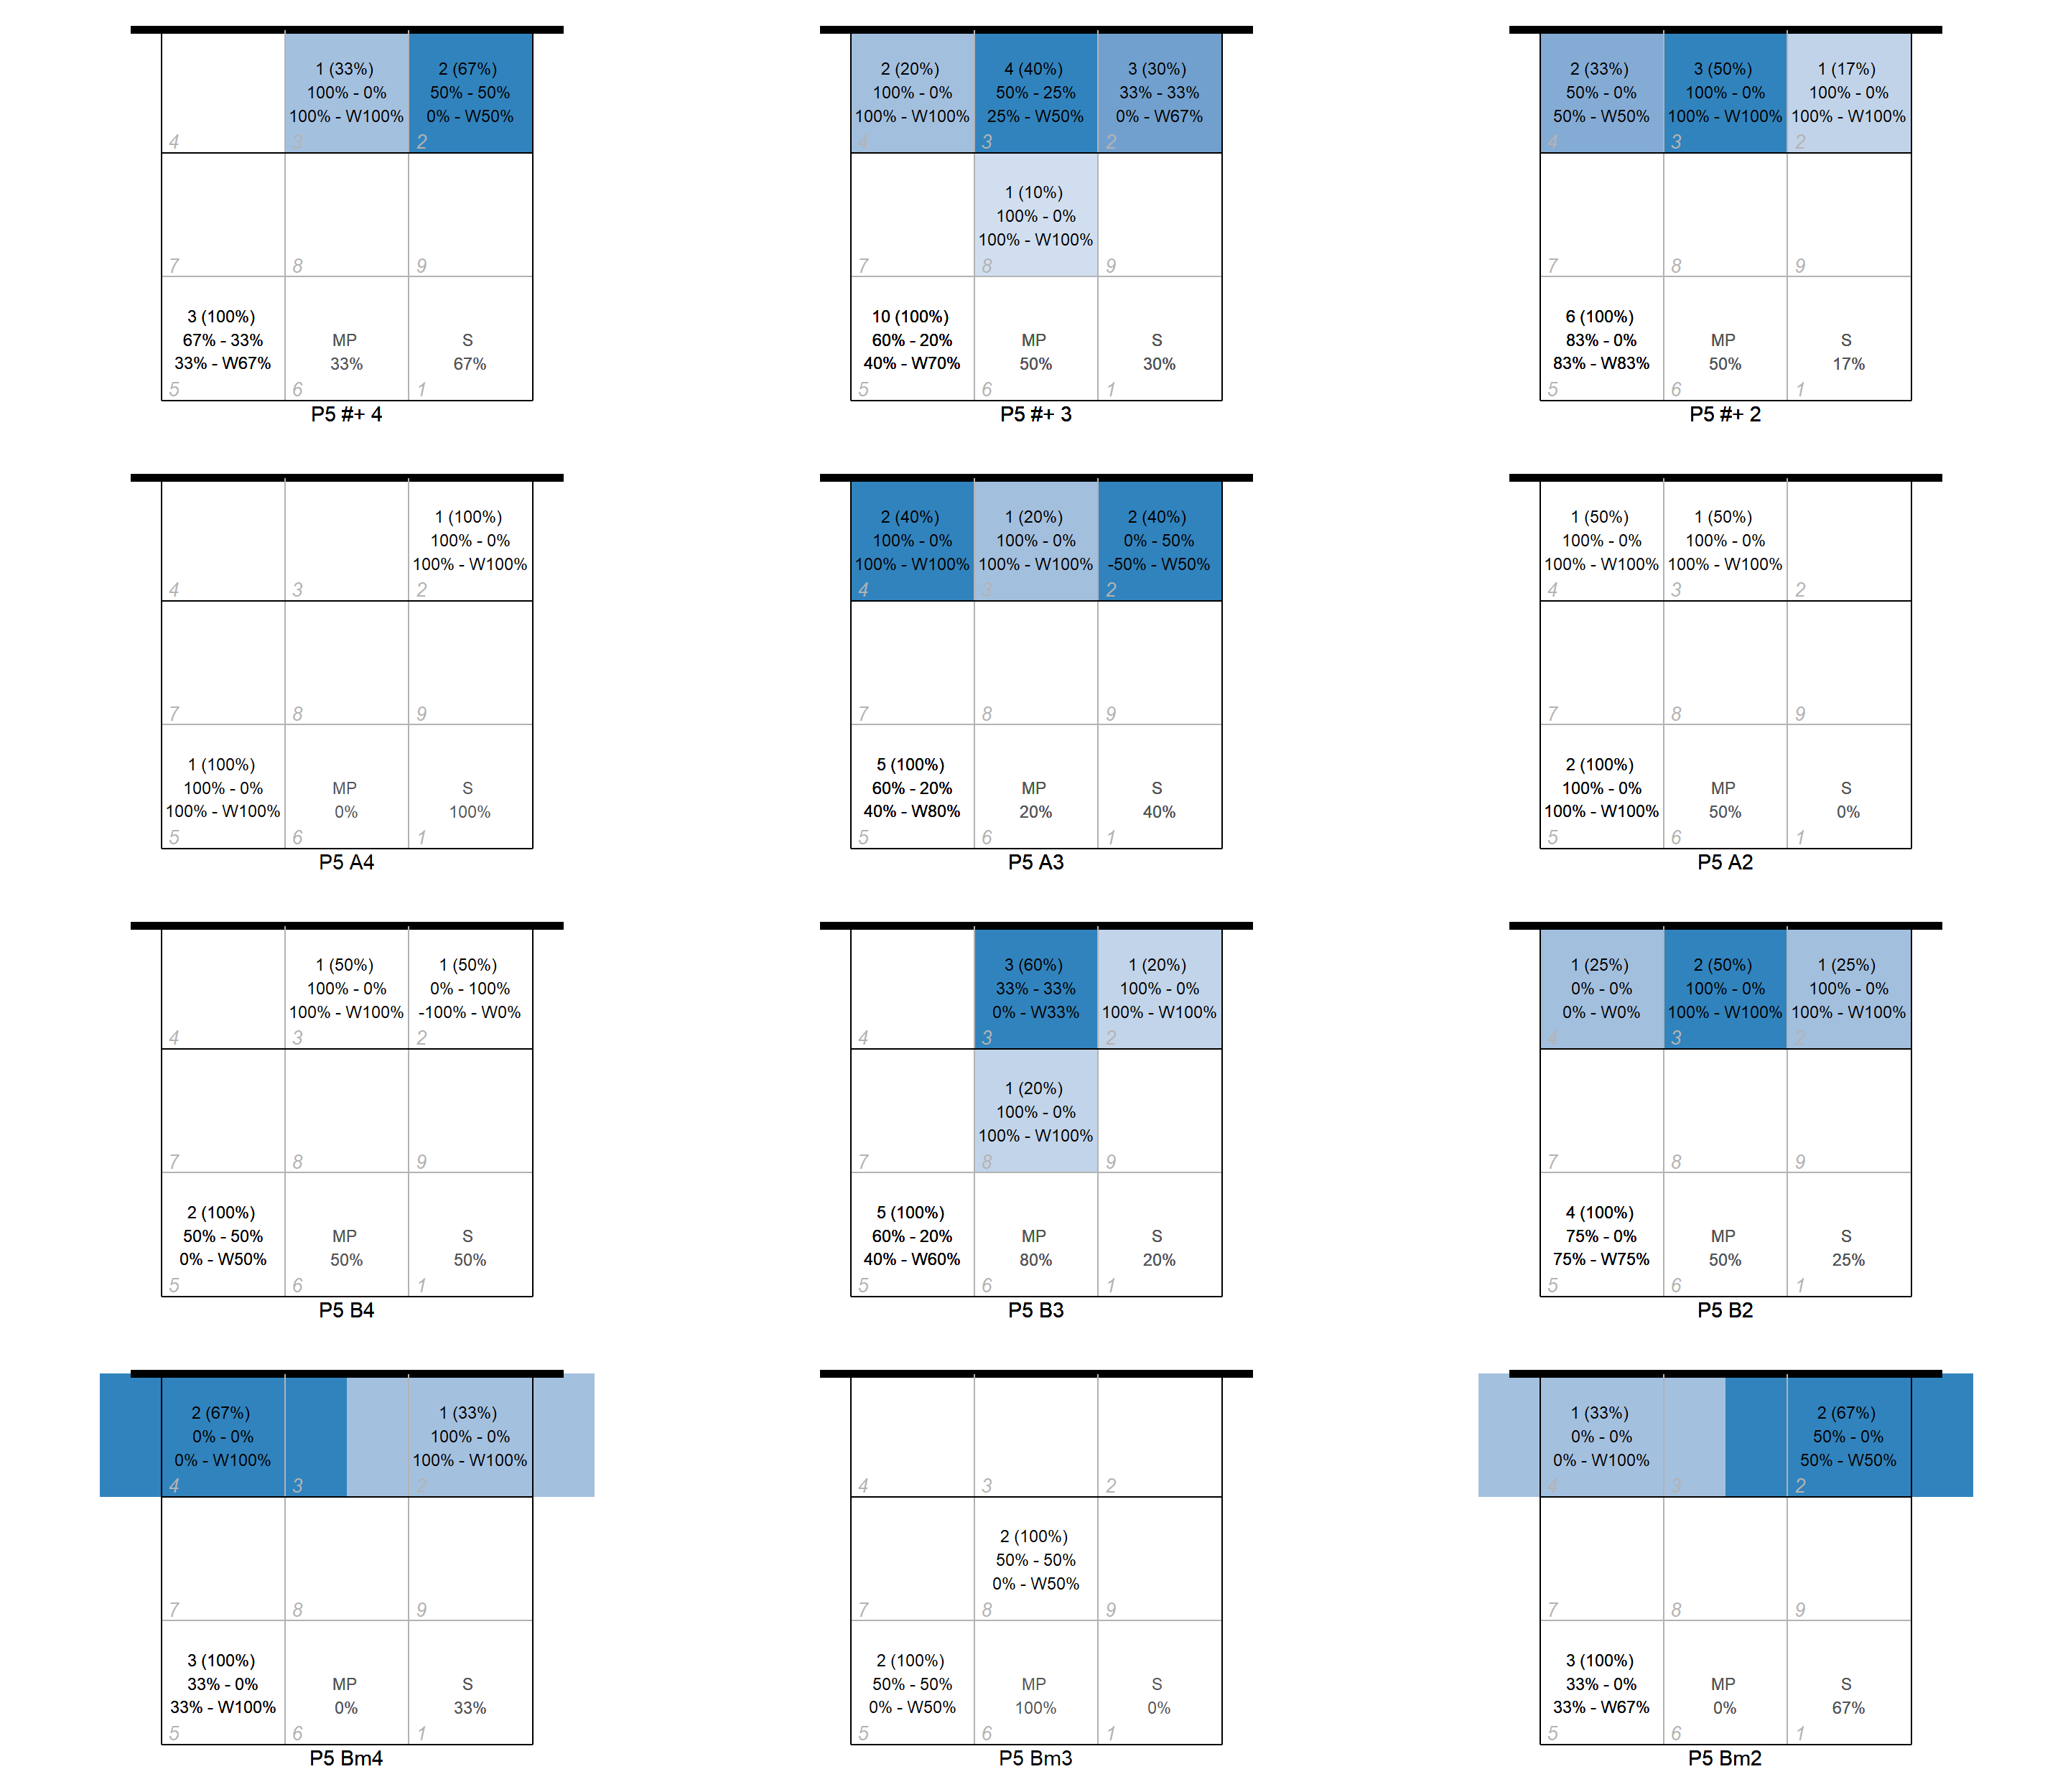 1 (33%)
100% - 0%
100% - W100%
2 (67%)
50% - 50%
0% - W50%
4
3
2
7
8
9
3 (100%)
67% - 33%
33% - W67%
MP
33%
S
67%
5
6
1
P5 #+ 4
2 (20%)
100% - 0%
100% - W100%
4 (40%)
50% - 25%
25% - W50%
3 (30%)
33% - 33%
0% - W67%
4
3
2
1 (10%)
100% - 0%
100% - W100%
7
8
9
10 (100%)
60% - 20%
40% - W70%
MP
50%
S
30%
5
6
1
P5 #+ 3
2 (33%)
50% - 0%
50% - W50%
3 (50%)
100% - 0%
100% - W100%
1 (17%)
100% - 0%
100% - W100%
4
3
2
7
8
9
6 (100%)
83% - 0%
83% - W83%
MP
50%
S
17%
5
6
1
P5 #+ 2
1 (100%)
100% - 0%
100% - W100%
4
3
2
7
8
9
1 (100%)
100% - 0%
100% - W100%
MP
0%
S
100%
5
6
1
P5 A4
2 (40%)
100% - 0%
100% - W100%
1 (20%)
100% - 0%
100% - W100%
2 (40%)
0% - 50%
-50% - W50%
4
3
2
7
8
9
5 (100%)
60% - 20%
40% - W80%
MP
20%
S
40%
5
6
1
P5 A3
1 (50%)
100% - 0%
100% - W100%
1 (50%)
100% - 0%
100% - W100%
4
3
2
7
8
9
2 (100%)
100% - 0%
100% - W100%
MP
50%
S
0%
5
6
1
P5 A2
1 (50%)
100% - 0%
100% - W100%
1 (50%)
0% - 100%
-100% - W0%
4
3
2
7
8
9
2 (100%)
50% - 50%
0% - W50%
MP
50%
S
50%
5
6
1
P5 B4
3 (60%)
33% - 33%
0% - W33%
1 (20%)
100% - 0%
100% - W100%
4
3
2
1 (20%)
100% - 0%
100% - W100%
7
8
9
5 (100%)
60% - 20%
40% - W60%
MP
80%
S
20%
5
6
1
P5 B3
1 (25%)
0% - 0%
0% - W0%
2 (50%)
100% - 0%
100% - W100%
1 (25%)
100% - 0%
100% - W100%
4
3
2
7
8
9
4 (100%)
75% - 0%
75% - W75%
MP
50%
S
25%
5
6
1
P5 B2
2 (67%)
0% - 0%
0% - W100%
1 (33%)
100% - 0%
100% - W100%
4
3
2
7
8
9
3 (100%)
33% - 0%
33% - W100%
MP
0%
S
33%
5
6
1
P5 Bm4
4
3
2
2 (100%)
50% - 50%
0% - W50%
7
8
9
2 (100%)
50% - 50%
0% - W50%
MP
100%
S
0%
5
6
1
P5 Bm3
1 (33%)
0% - 0%
0% - W100%
2 (67%)
50% - 0%
50% - W50%
4
3
2
7
8
9
3 (100%)
33% - 0%
33% - W67%
MP
0%
S
67%
5
6
1
P5 Bm2